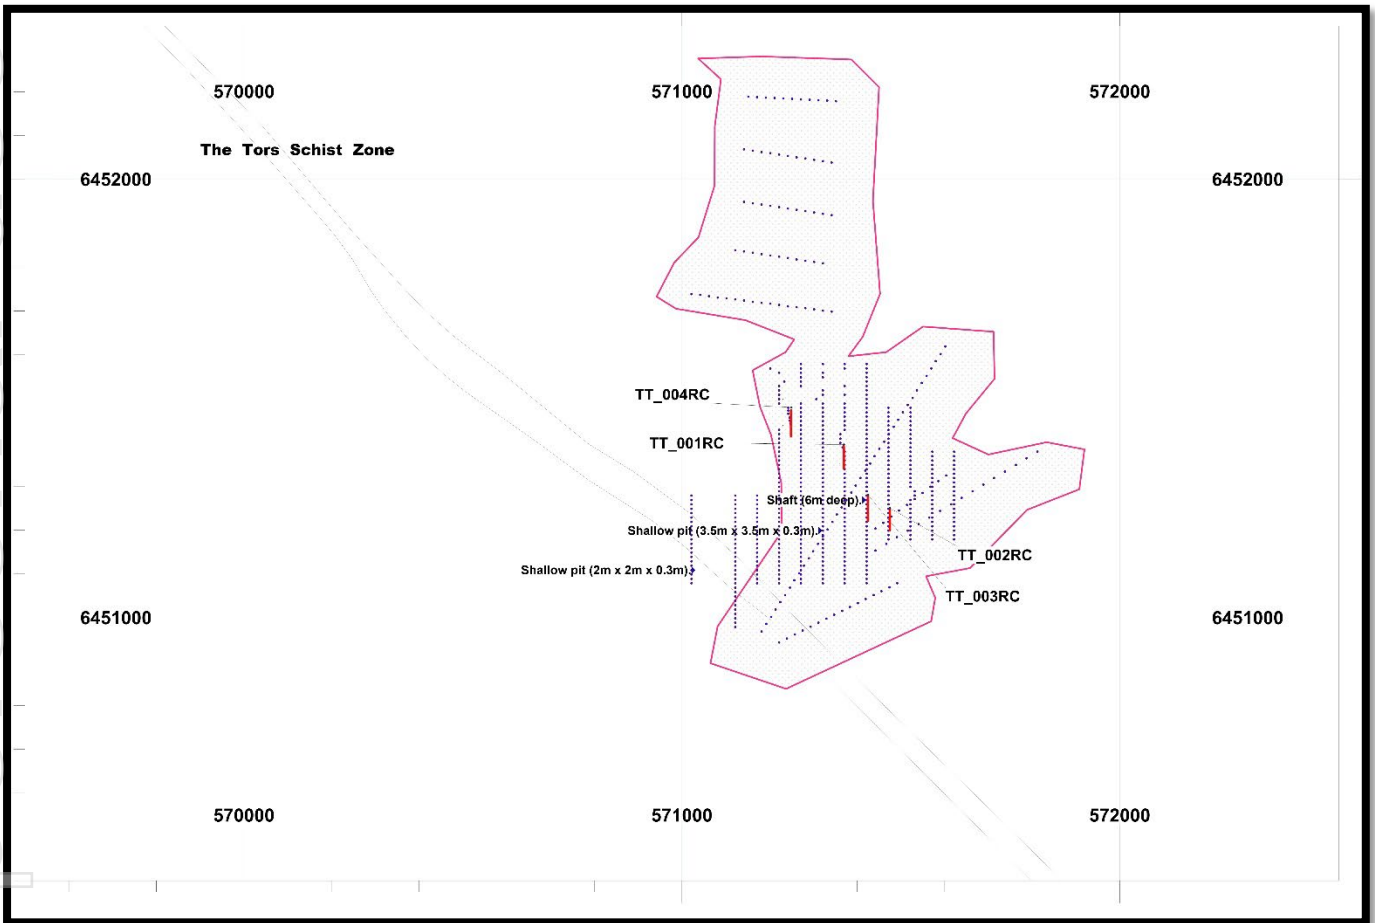 570000
571000
572000
The Tors Schist Zone
6452000
6452000
TT_004RC
TT_001RC
Shaft (6m deep)
Shallow pit (3.5m x 3.5m x 0.3m)
TT_002RC
Shallow pit (2m x 2m x 0.3m)
TT_003RC
6451000
6451000
570000
571000
572000